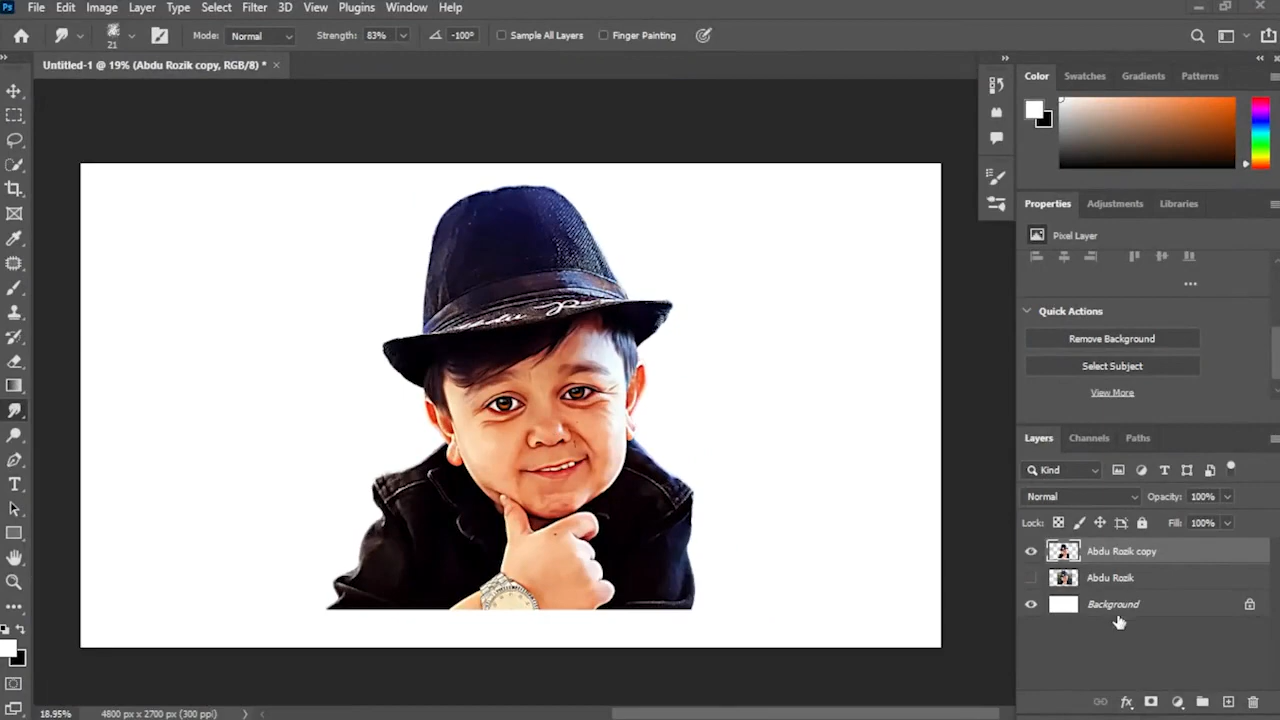 Ps File Edit Image Layer Type Select Filter 3D View Plugins Window Help
21 Mode: Normal Strength: 83% -100° Sample All Layers Finger Painting
Untitled-1 @ 19% (Abdu Rozik copy, RGB/8) * ×
Color Swatches Gradients Patterns
Properties Adjustments Libraries
Pixel Layer
Quick Actions
Remove Background
Select Subject
View More
Layers Channels Paths
Kind
Normal Opacity: 100%
Lock: Fill: 100%
Abdu Rozik copy
Abdu Rozik
Background
18.95% 4800 px x 2700 px (300 ppi)